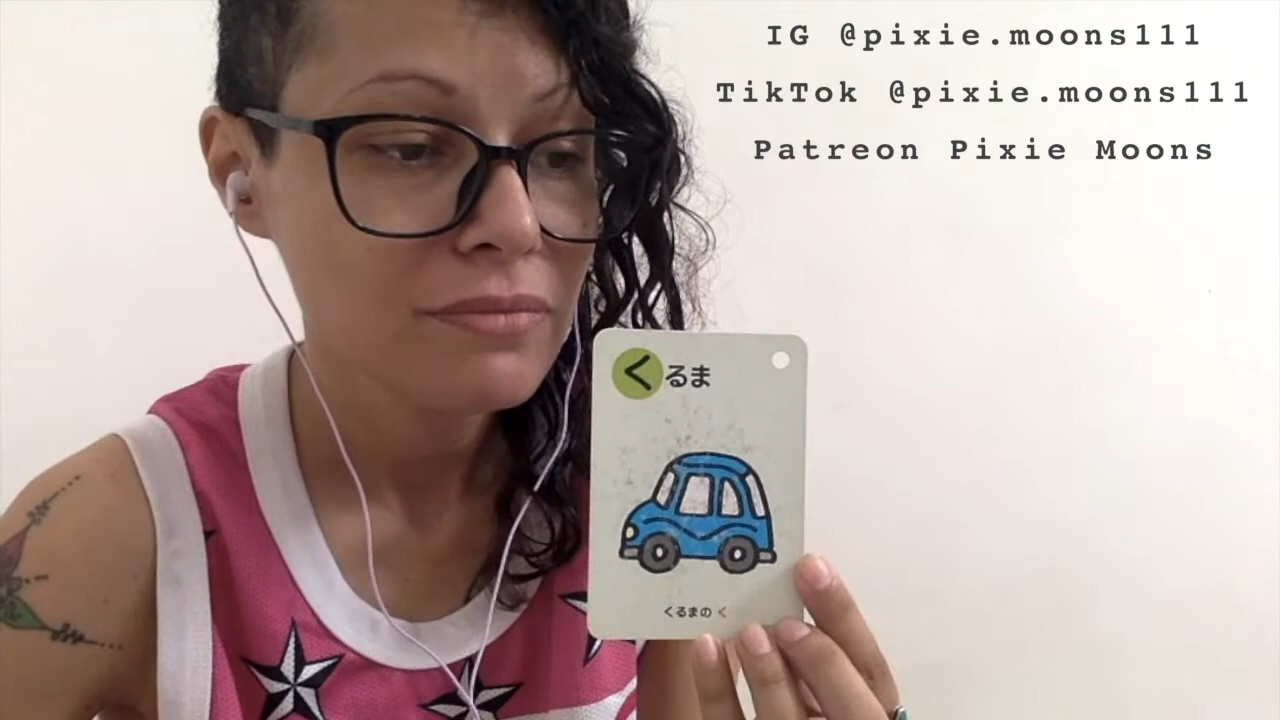 IG @pixie.moons111
TikTok @pixie.moons111
Patreon Pixie Moons
くるま
くるまの く